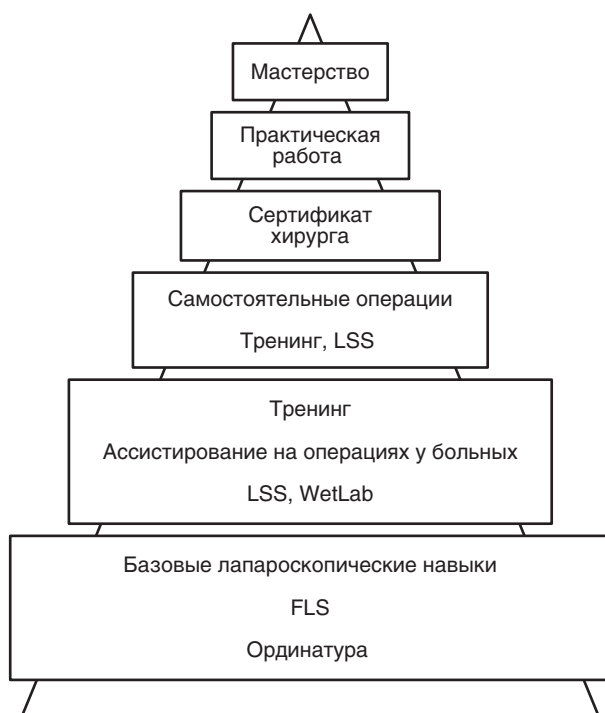 Мастерство
Практическая
работа
Сертификат
хирурга
Самостоятельные операции
Тренинг, LSS
Тренинг
Ассистирование на операциях у больных
LSS, WetLab
Базовые лапароскопические навыки
FLS
Ординатура